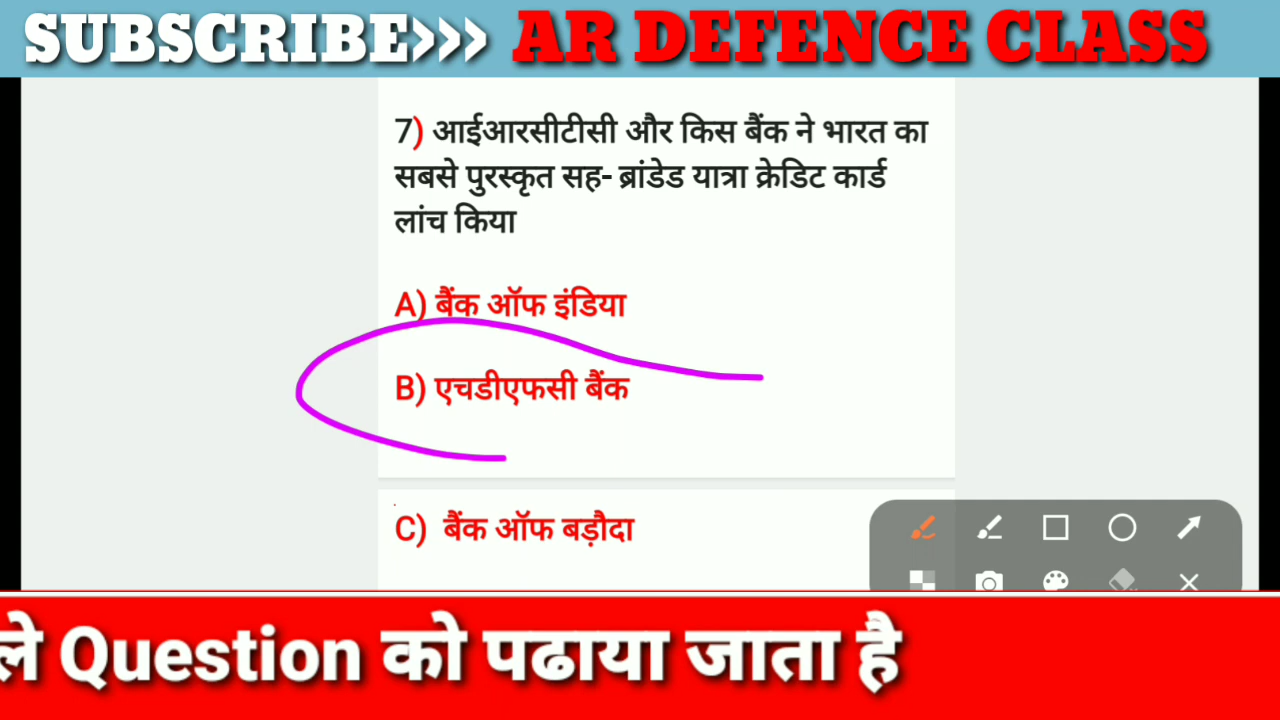 SUBSCRIBE>>> AR DEFENCE CLASS
7) आईआरसीटीसी और किस बैंक ने भारत का
सबसे पुरस्कृत सह- ब्रांडेड यात्रा क्रेडिट कार्ड
लांच किया
A) बैंक ऑफ इंडिया
B) एचडीएफसी बैंक
C) बैंक ऑफ बड़ौदा
ले Question को पढाया जाता है